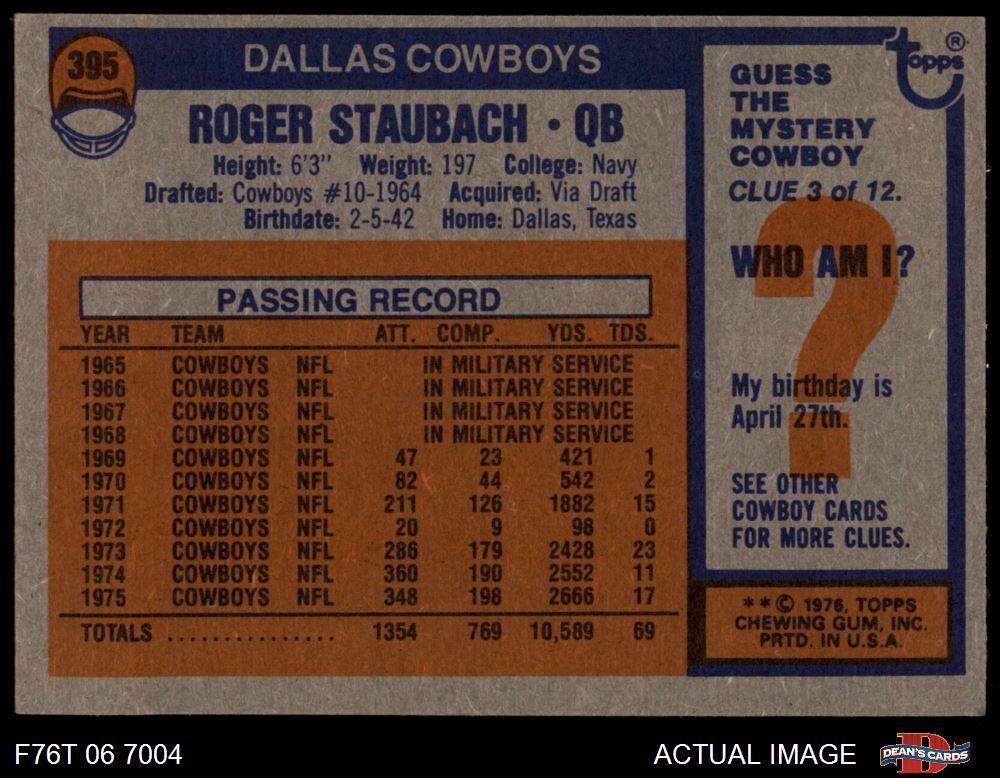 395
DALLAS COWBOYS
ROGER STAUBACH • QB
Height: 6'3" Weight: 197 College: Navy
Drafted: Cowboys #10-1964 Acquired: Via Draft
Birthdate: 2-5-42 Home: Dallas, Texas
PASSING RECORD
YEAR TEAM ATT. COMP. YDS. TDS.
1965 COWBOYS NFL IN MILITARY SERVICE
1966 COWBOYS NFL IN MILITARY SERVICE
1967 COWBOYS NFL IN MILITARY SERVICE
1968 COWBOYS NFL IN MILITARY SERVICE
1969 COWBOYS NFL 47 23 421 1
1970 COWBOYS NFL 82 44 542 2
1971 COWBOYS NFL 211 126 1882 15
1972 COWBOYS NFL 20 9 98 0
1973 COWBOYS NFL 286 179 2428 23
1974 COWBOYS NFL 360 190 2552 11
1975 COWBOYS NFL 348 198 2666 17
TOTALS ............... 1354 769 10,589 69
topps ®
GUESS
THE
MYSTERY
COWBOY
CLUE 3 of 12.
?
WHO AM I?
My birthday is
April 27th.
SEE OTHER
COWBOY CARDS
FOR MORE CLUES.
**© 1976, TOPPS
CHEWING GUM, INC.
PRTD. IN U.S.A.
F76T 06 7004
ACTUAL IMAGE
D
DEAN'S CARDS